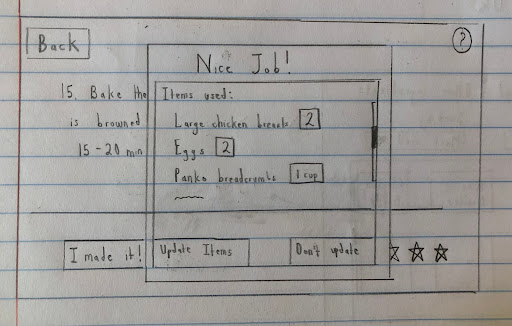 Back
?
Nice Job!
15. Bake the
Items used:
is browned
Large chicken breasts 2
15-20 min
Eggs 2
Panko breadcrumbs 1 cup
I made it!
Update Items
Don't update